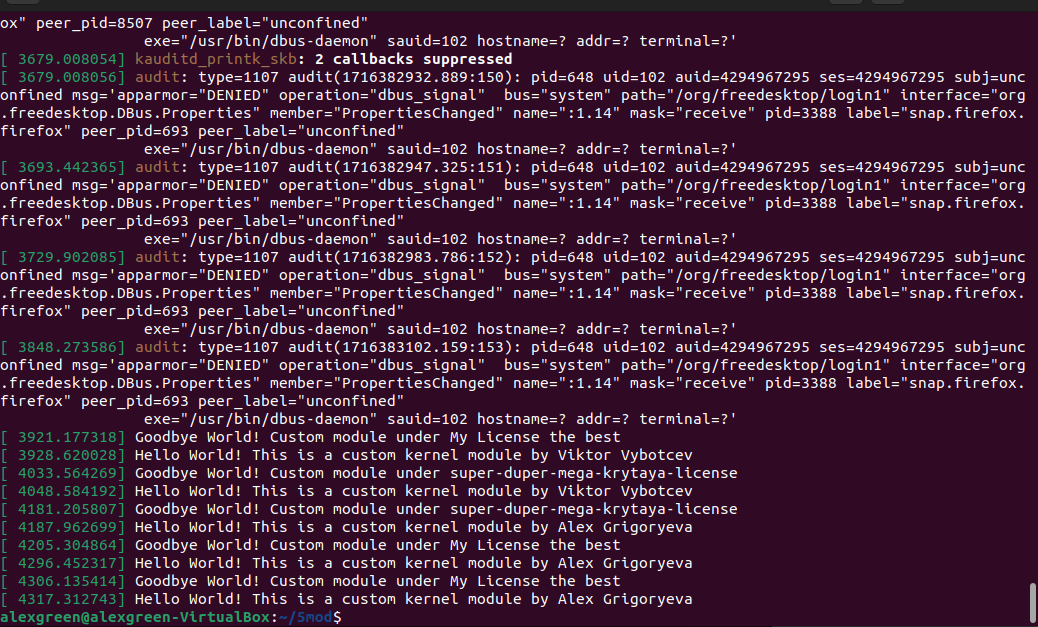 ox" peer_pid=8507 peer_label="unconfined"
exe="/usr/bin/dbus-daemon" sauid=102 hostname=? addr=? terminal=?'
[ 3679.008054] kauditd_printk_skb: 2 callbacks suppressed
[ 3679.008056] audit: type=1107 audit(1716382932.889:150): pid=648 uid=102 auid=4294967295 ses=4294967295 subj=unc
onfined msg='apparmor="DENIED" operation="dbus_signal"  bus="system" path="/org/freedesktop/login1" interface="org
.freedesktop.DBus.Properties" member="PropertiesChanged" name=":1.14" mask="receive" pid=3388 label="snap.firefox.
firefox" peer_pid=693 peer_label="unconfined"
exe="/usr/bin/dbus-daemon" sauid=102 hostname=? addr=? terminal=?'
[ 3693.442365] audit: type=1107 audit(1716382947.325:151): pid=648 uid=102 auid=4294967295 ses=4294967295 subj=unc
onfined msg='apparmor="DENIED" operation="dbus_signal"  bus="system" path="/org/freedesktop/login1" interface="org
.freedesktop.DBus.Properties" member="PropertiesChanged" name=":1.14" mask="receive" pid=3388 label="snap.firefox.
firefox" peer_pid=693 peer_label="unconfined"
exe="/usr/bin/dbus-daemon" sauid=102 hostname=? addr=? terminal=?'
[ 3729.902085] audit: type=1107 audit(1716382983.786:152): pid=648 uid=102 auid=4294967295 ses=4294967295 subj=unc
onfined msg='apparmor="DENIED" operation="dbus_signal"  bus="system" path="/org/freedesktop/login1" interface="org
.freedesktop.DBus.Properties" member="PropertiesChanged" name=":1.14" mask="receive" pid=3388 label="snap.firefox.
firefox" peer_pid=693 peer_label="unconfined"
exe="/usr/bin/dbus-daemon" sauid=102 hostname=? addr=? terminal=?'
[ 3848.273586] audit: type=1107 audit(1716383102.159:153): pid=648 uid=102 auid=4294967295 ses=4294967295 subj=unc
onfined msg='apparmor="DENIED" operation="dbus_signal"  bus="system" path="/org/freedesktop/login1" interface="org
.freedesktop.DBus.Properties" member="PropertiesChanged" name=":1.14" mask="receive" pid=3388 label="snap.firefox.
firefox" peer_pid=693 peer_label="unconfined"
exe="/usr/bin/dbus-daemon" sauid=102 hostname=? addr=? terminal=?'
[ 3921.177318] Goodbye World! Custom module under My License the best
[ 3928.620028] Hello World! This is a custom kernel module by Viktor Vybotcev
[ 4033.564269] Goodbye World! Custom module under super-duper-mega-krytaya-license
[ 4048.584192] Hello World! This is a custom kernel module by Viktor Vybotcev
[ 4181.205807] Goodbye World! Custom module under super-duper-mega-krytaya-license
[ 4187.962699] Hello World! This is a custom kernel module by Alex Grigoryeva
[ 4205.304864] Goodbye World! Custom module under My License the best
[ 4296.452317] Hello World! This is a custom kernel module by Alex Grigoryeva
[ 4306.135414] Goodbye World! Custom module under My License the best
[ 4317.312743] Hello World! This is a custom kernel module by Alex Grigoryeva
alexgreen@alexgreen-VirtualBox:~/5mod$